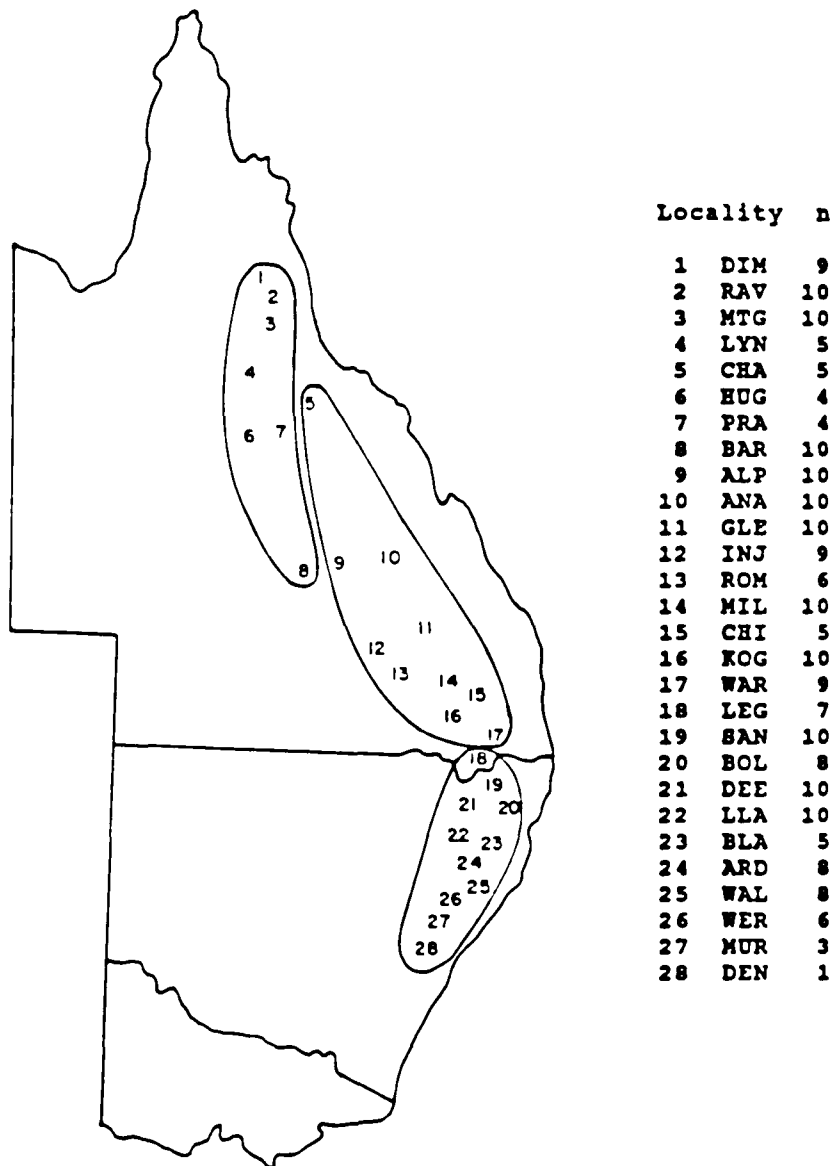 1
2
3
4
5
6 7
8 9 10
11
12
13
14
15
16
17
18
19
20
21
22
23
24
25
26
27
28
Locality n
1 DIM 9
2 RAV 10
3 MTG 10
4 LYN 5
5 CHA 5
6 HUG 4
7 PRA 4
8 BAR 10
9 ALP 10
10 ANA 10
11 GLE 10
12 INJ 9
13 ROM 6
14 MIL 10
15 CHI 5
16 KOG 10
17 WAR 9
18 LEG 7
19 SAN 10
20 BOL 8
21 DEE 10
22 LLA 10
23 BLA 5
24 ARD 8
25 WAL 8
26 WER 6
27 MUR 3
28 DEN 1